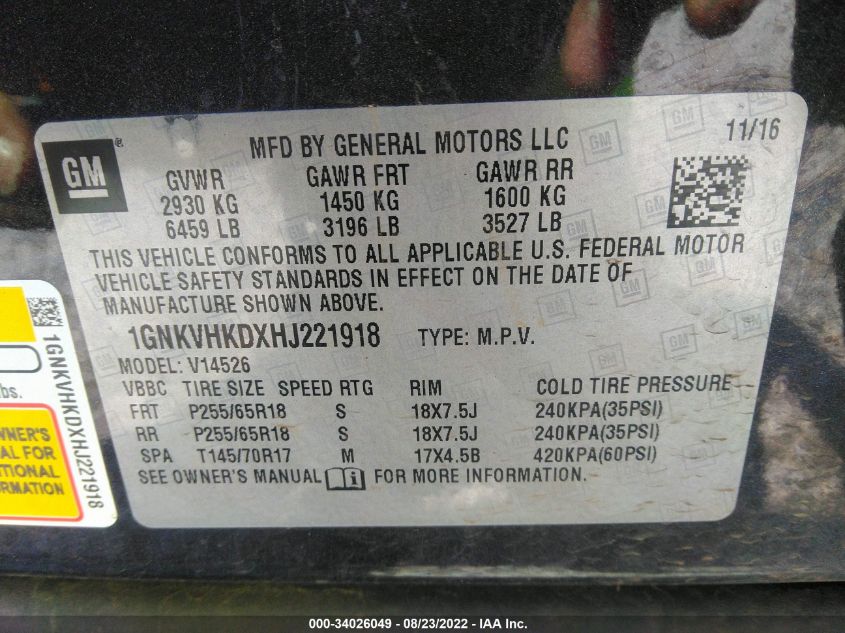 GM
MFD BY GENERAL MOTORS LLC
11/16
GVWR GAWR FRT GAWR RR
2930 KG 1450 KG 1600 KG
6459 LB 3196 LB 3527 LB
THIS VEHICLE CONFORMS TO ALL APPLICABLE U.S. FEDERAL MOTOR
VEHICLE SAFETY STANDARDS IN EFFECT ON THE DATE OF
MANUFACTURE SHOWN ABOVE.
1GNKVHKDXHJ221918 TYPE: M.P.V.
MODEL: V14526
VBBC TIRE SIZE SPEED RTG RIM COLD TIRE PRESSURE
FRT P255/65R18 S 18X7.5J 240KPA(35PSI)
RR P255/65R18 S 18X7.5J 240KPA(35PSI)
SPA T145/70R17 M 17X4.5B 420KPA(60PSI)
SEE OWNER'S MANUAL FOR MORE INFORMATION.
1GNKVHKDXHJ221918
lbs.
WNER'S
AL FOR
ITIONAL
RMATION
000-34026049 - 08/23/2022 - IAA Inc.